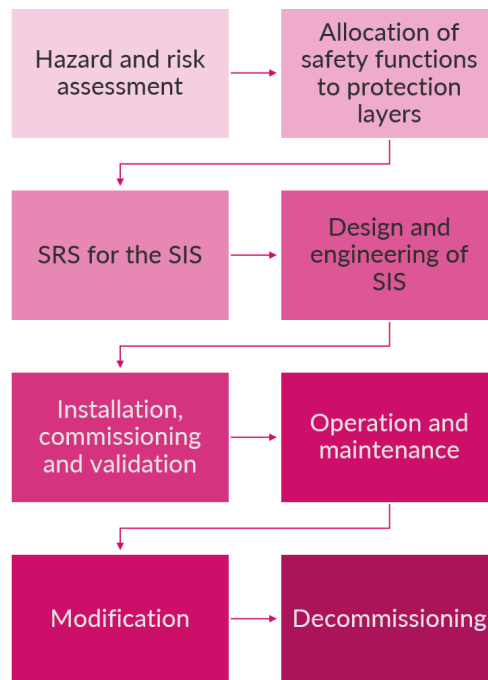 Hazard and risk
assessment
Allocation of
safety functions
to protection
layers
SRS for the SIS
Design and
engineering of
SIS
Installation,
commissioning
and validation
Operation and
maintenance
Modification
Decommissioning